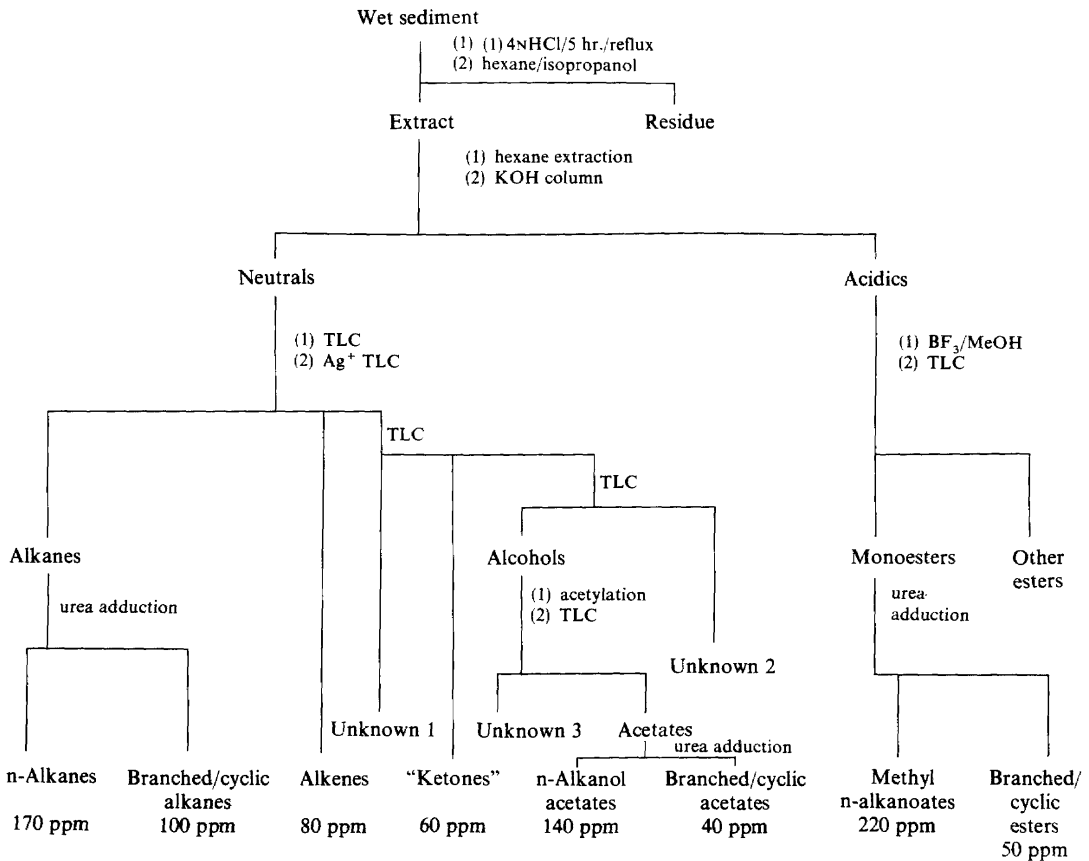 Wet sediment
(1) (1) 4NHCl/5 hr./reflux
(2) hexane/isopropanol
Extract
Residue
(1) hexane extraction
(2) KOH column
Neutrals
Acidics
(1) TLC
(2) Ag+ TLC
(1) BF3/MeOH
(2) TLC
TLC
TLC
Alkanes
Alcohols
Monoesters
Other
esters
urea adduction
(1) acetylation
(2) TLC
urea
adduction
Unknown 2
Unknown 1
Unknown 3
Acetates
urea adduction
n-Alkanes
170 ppm
Branched/cyclic
alkanes
100 ppm
Alkenes
80 ppm
“Ketones”
60 ppm
n-Alkanol
acetates
140 ppm
Branched/cyclic
acetates
40 ppm
Methyl
n-alkanoates
220 ppm
Branched/
cyclic
esters
50 ppm